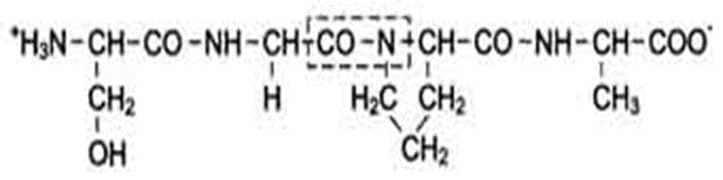 ⁺H₃N-CH-CO-NH-CH-CO-N-CH-CO-NH-CH-COO⁻
CH₂ H H₂C CH₂ CH₃
OH CH₂